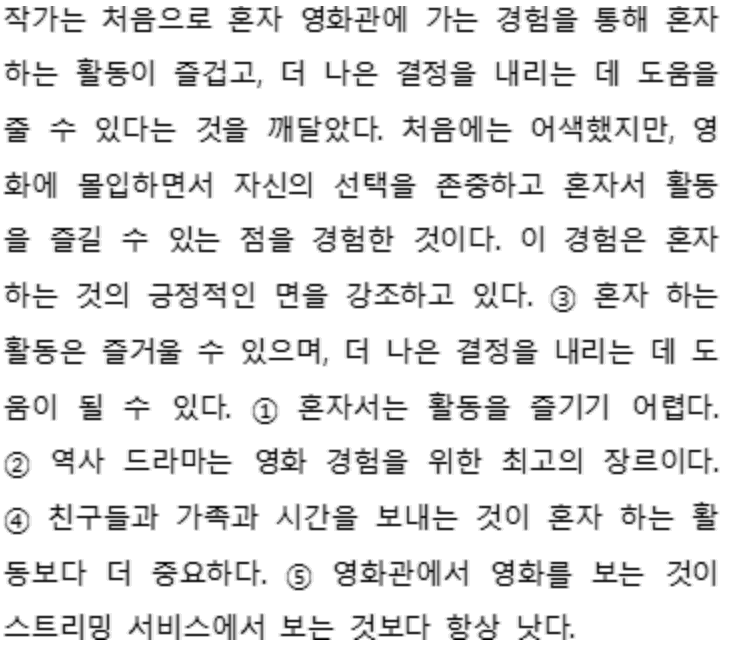 작가는 처음으로 혼자 영화관에 가는 경험을 통해 혼자
하는 활동이 즐겁고, 더 나은 결정을 내리는 데 도움을
줄 수 있다는 것을 깨달았다. 처음에는 어색했지만, 영
화에 몰입하면서 자신의 선택을 존중하고 혼자서 활동
을 즐길 수 있는 점을 경험한 것이다. 이 경험은 혼자
하는 것의 긍정적인 면을 강조하고 있다. ③ 혼자 하는
활동은 즐거울 수 있으며, 더 나은 결정을 내리는 데 도
움이 될 수 있다. ① 혼자서는 활동을 즐기기 어렵다.
② 역사 드라마는 영화 경험을 위한 최고의 장르이다.
④ 친구들과 가족과 시간을 보내는 것이 혼자 하는 활
동보다 더 중요하다. ⑤ 영화관에서 영화를 보는 것이
스트리밍 서비스에서 보는 것보다 항상 낫다.